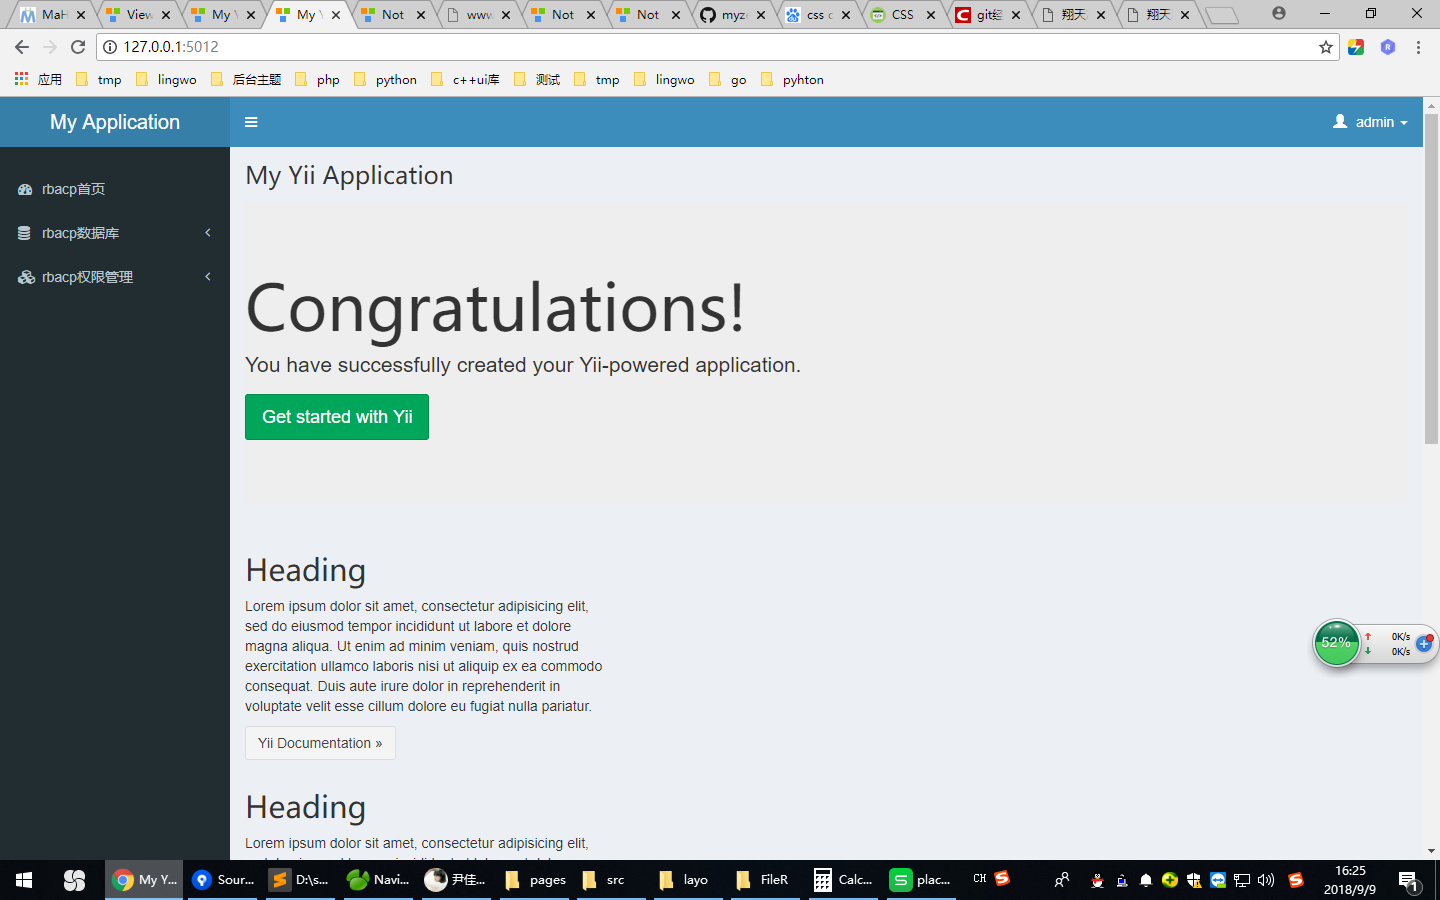 MaH
View
My Y
My Y
Not
www
Not
Not
myz
css c
CSS
git经
翔天
翔天
127.0.0.1:5012
应用
tmp
lingwo
后台主题
php
python
c++ui库
测试
tmp
lingwo
go
pyhton
My Application
admin
rbacp首页
rbacp数据库
rbacp权限管理
My Yii Application
Congratulations!
You have successfully created your Yii-powered application.
Get started with Yii
Heading
Lorem ipsum dolor sit amet, consectetur adipisicing elit,
sed do eiusmod tempor incididunt ut labore et dolore
magna aliqua. Ut enim ad minim veniam, quis nostrud
exercitation ullamco laboris nisi ut aliquip ex ea commodo
consequat. Duis aute irure dolor in reprehenderit in
voluptate velit esse cillum dolore eu fugiat nulla pariatur.
Yii Documentation »
52%
0K/s
0K/s
Heading
Lorem ipsum dolor sit amet, consectetur adipisicing elit,
My Y...
Sour...
D:\s...
Navi...
尹佳...
pages
src
layo
FileR
Calc...
plac...
CH
16:25
2018/9/9
1